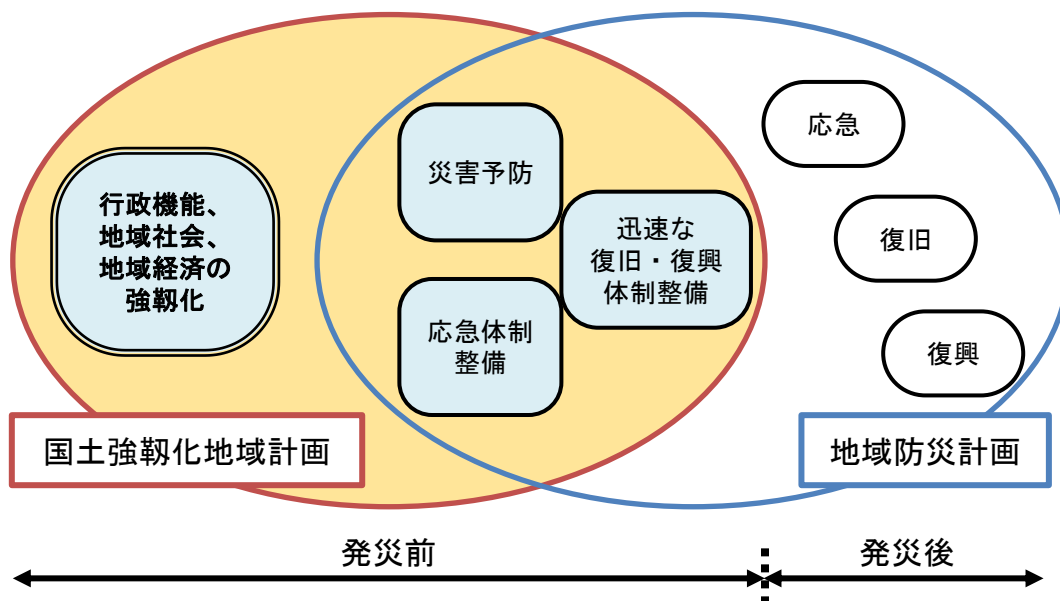 行政機能、
地域社会、
地域経済の
強靱化
災害予防
応急体制
整備
迅速な
復旧・復興
体制整備
応急
復旧
復興
国土強靱化地域計画
地域防災計画
発災前
発災後